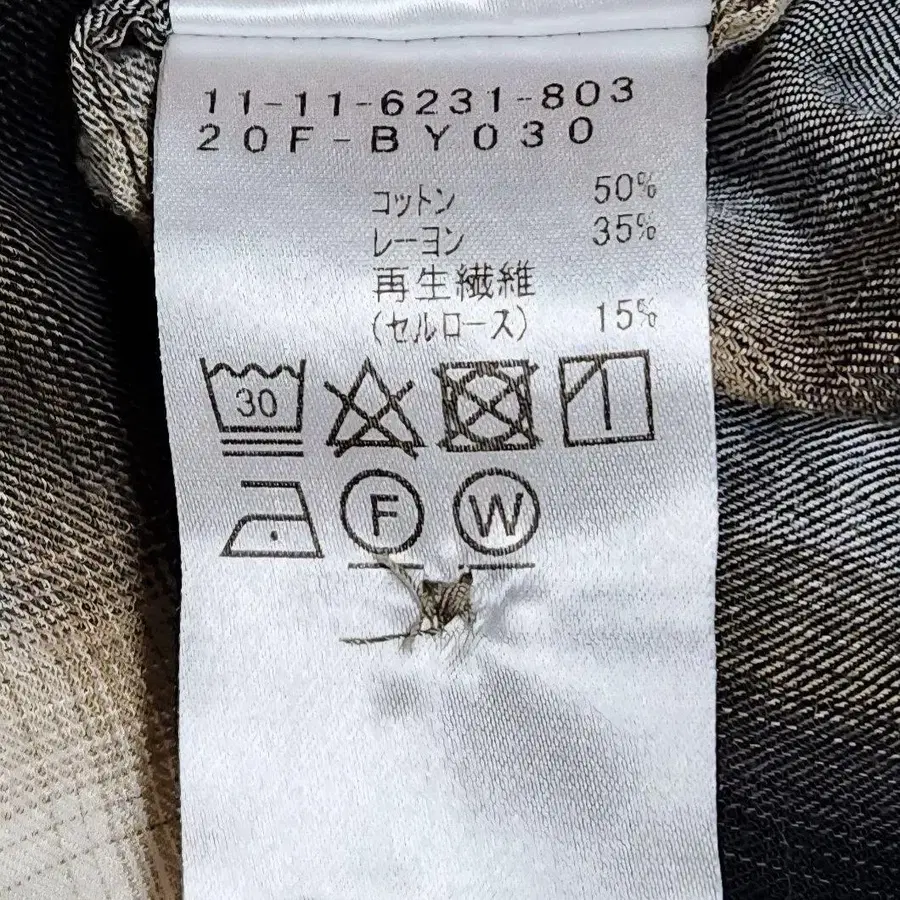 11-11-6231-803
20F-BY030
コットン 50%
レーヨン 35%
再生繊維
(セルロース) 15%
30
F W